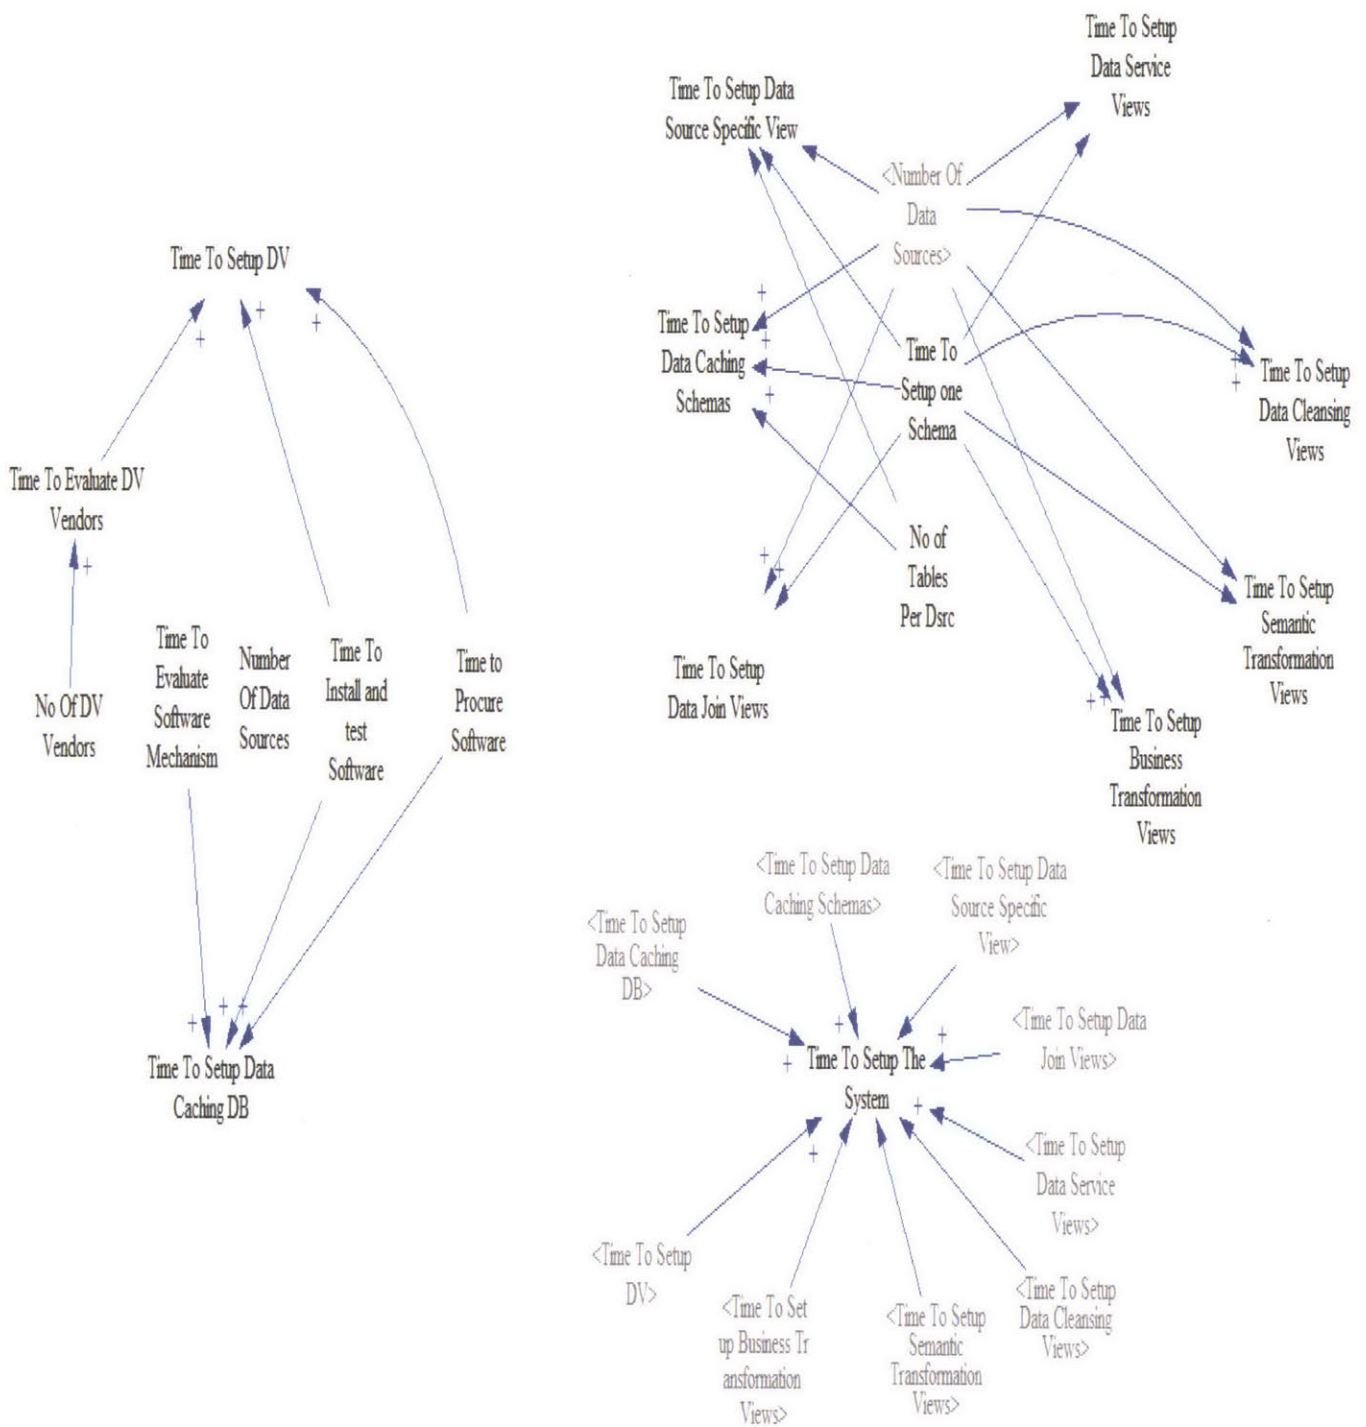 Time To Setup DV
+
+
+
Time To Evaluate DV
Vendors
+
No Of DV
Vendors
Time To
Evaluate
Software
Mechanism
Number
Of Data
Sources
Time To
Install and
test
Software
Time to
Procure
Software
+
+
+
Time To Setup Data
Caching DB
Time To Setup Data
Source Specific View
Time To Setup
Data Service
Views
<Number Of
Data
Sources>
+
Time To Setup
Data Caching
Schemas
+
+
Time To
Setup one
Schema
+
+
Time To Setup
Data Cleansing
Views
No of
Tables
Per Dsrc
+
+
Time To Setup
Data Join Views
Time To Setup
Semantic
Transformation
Views
+
+
Time To Setup
Business
Transformation
Views
<Time To Setup
Data Caching
DB>
<Time To Setup Data
Caching Schemas>
<Time To Setup Data
Source Specific
View>
+
+
+
Time To Setup The
System
+
+
<Time To Setup Data
Join Views>
<Time To Setup
Data Service
Views>
<Time To Setup
DV>
<Time To Set
up Business Tr
ansformation
Views>
<Time To Setup
Semantic
Transformation
Views>
<Time To Setup
Data Cleansing
Views>